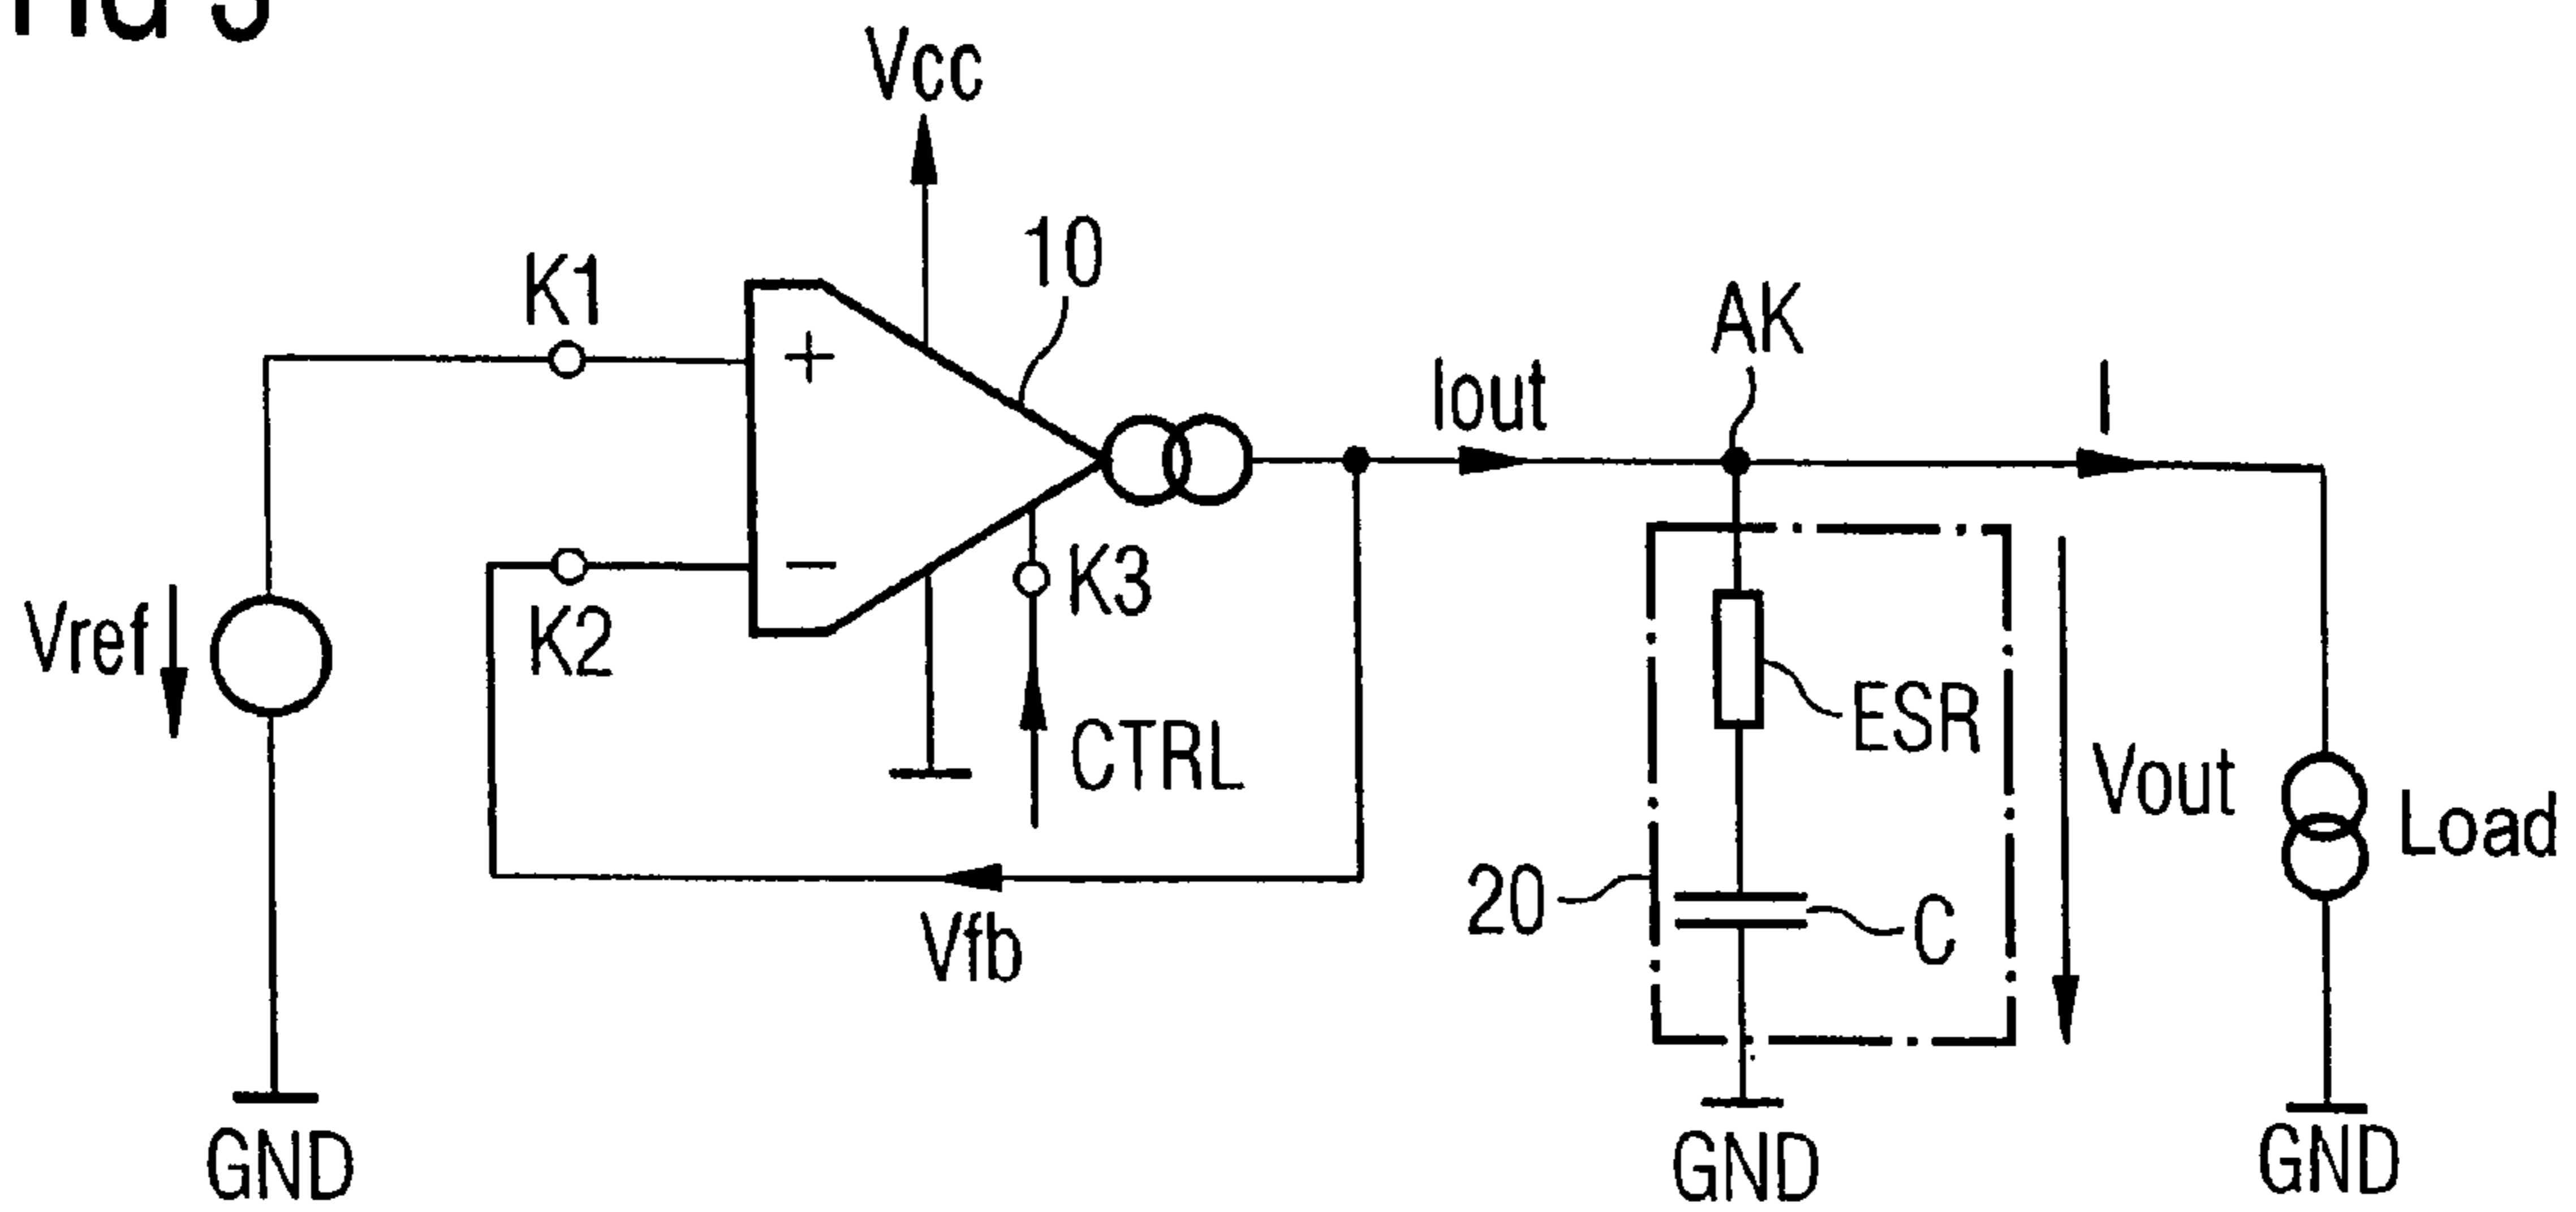 Vcc
10
K1
AK
Iout
I
K3
K2
Vref
ESR
CTRL
Vout
Load
20
C
Vfb
GND
GND
GND
+
−